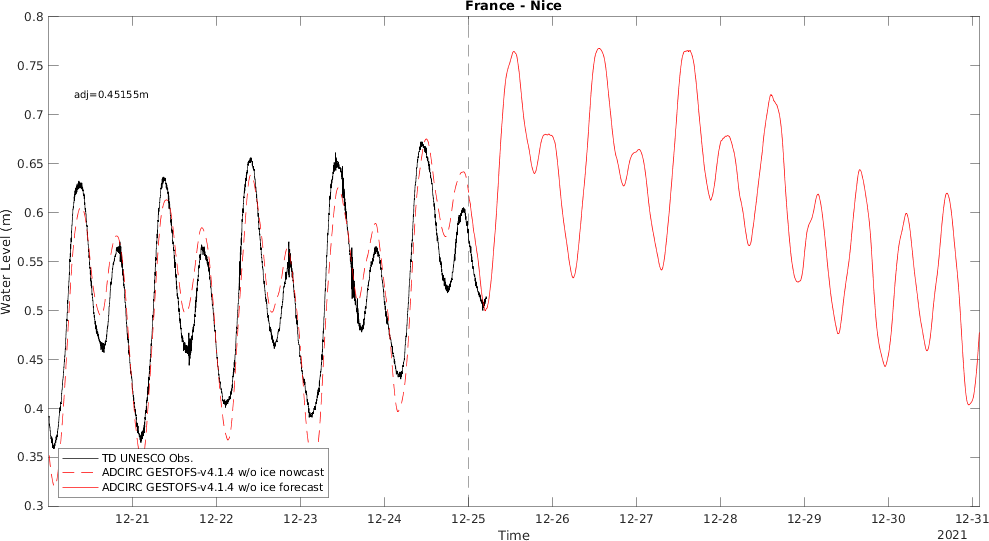 France - Nice
0.8
0.75
0.7
0.65
0.6
0.55
0.5
0.45
0.4
0.35
0.3
Water Level (m)
adj=0.45155m
TD UNESCO Obs.
ADCIRC GESTOFS-v4.1.4 w/o ice nowcast
ADCIRC GESTOFS-v4.1.4 w/o ice forecast
12-21 12-22 12-23 12-24 12-25 12-26 12-27 12-28 12-29 12-30 12-31
Time
2021